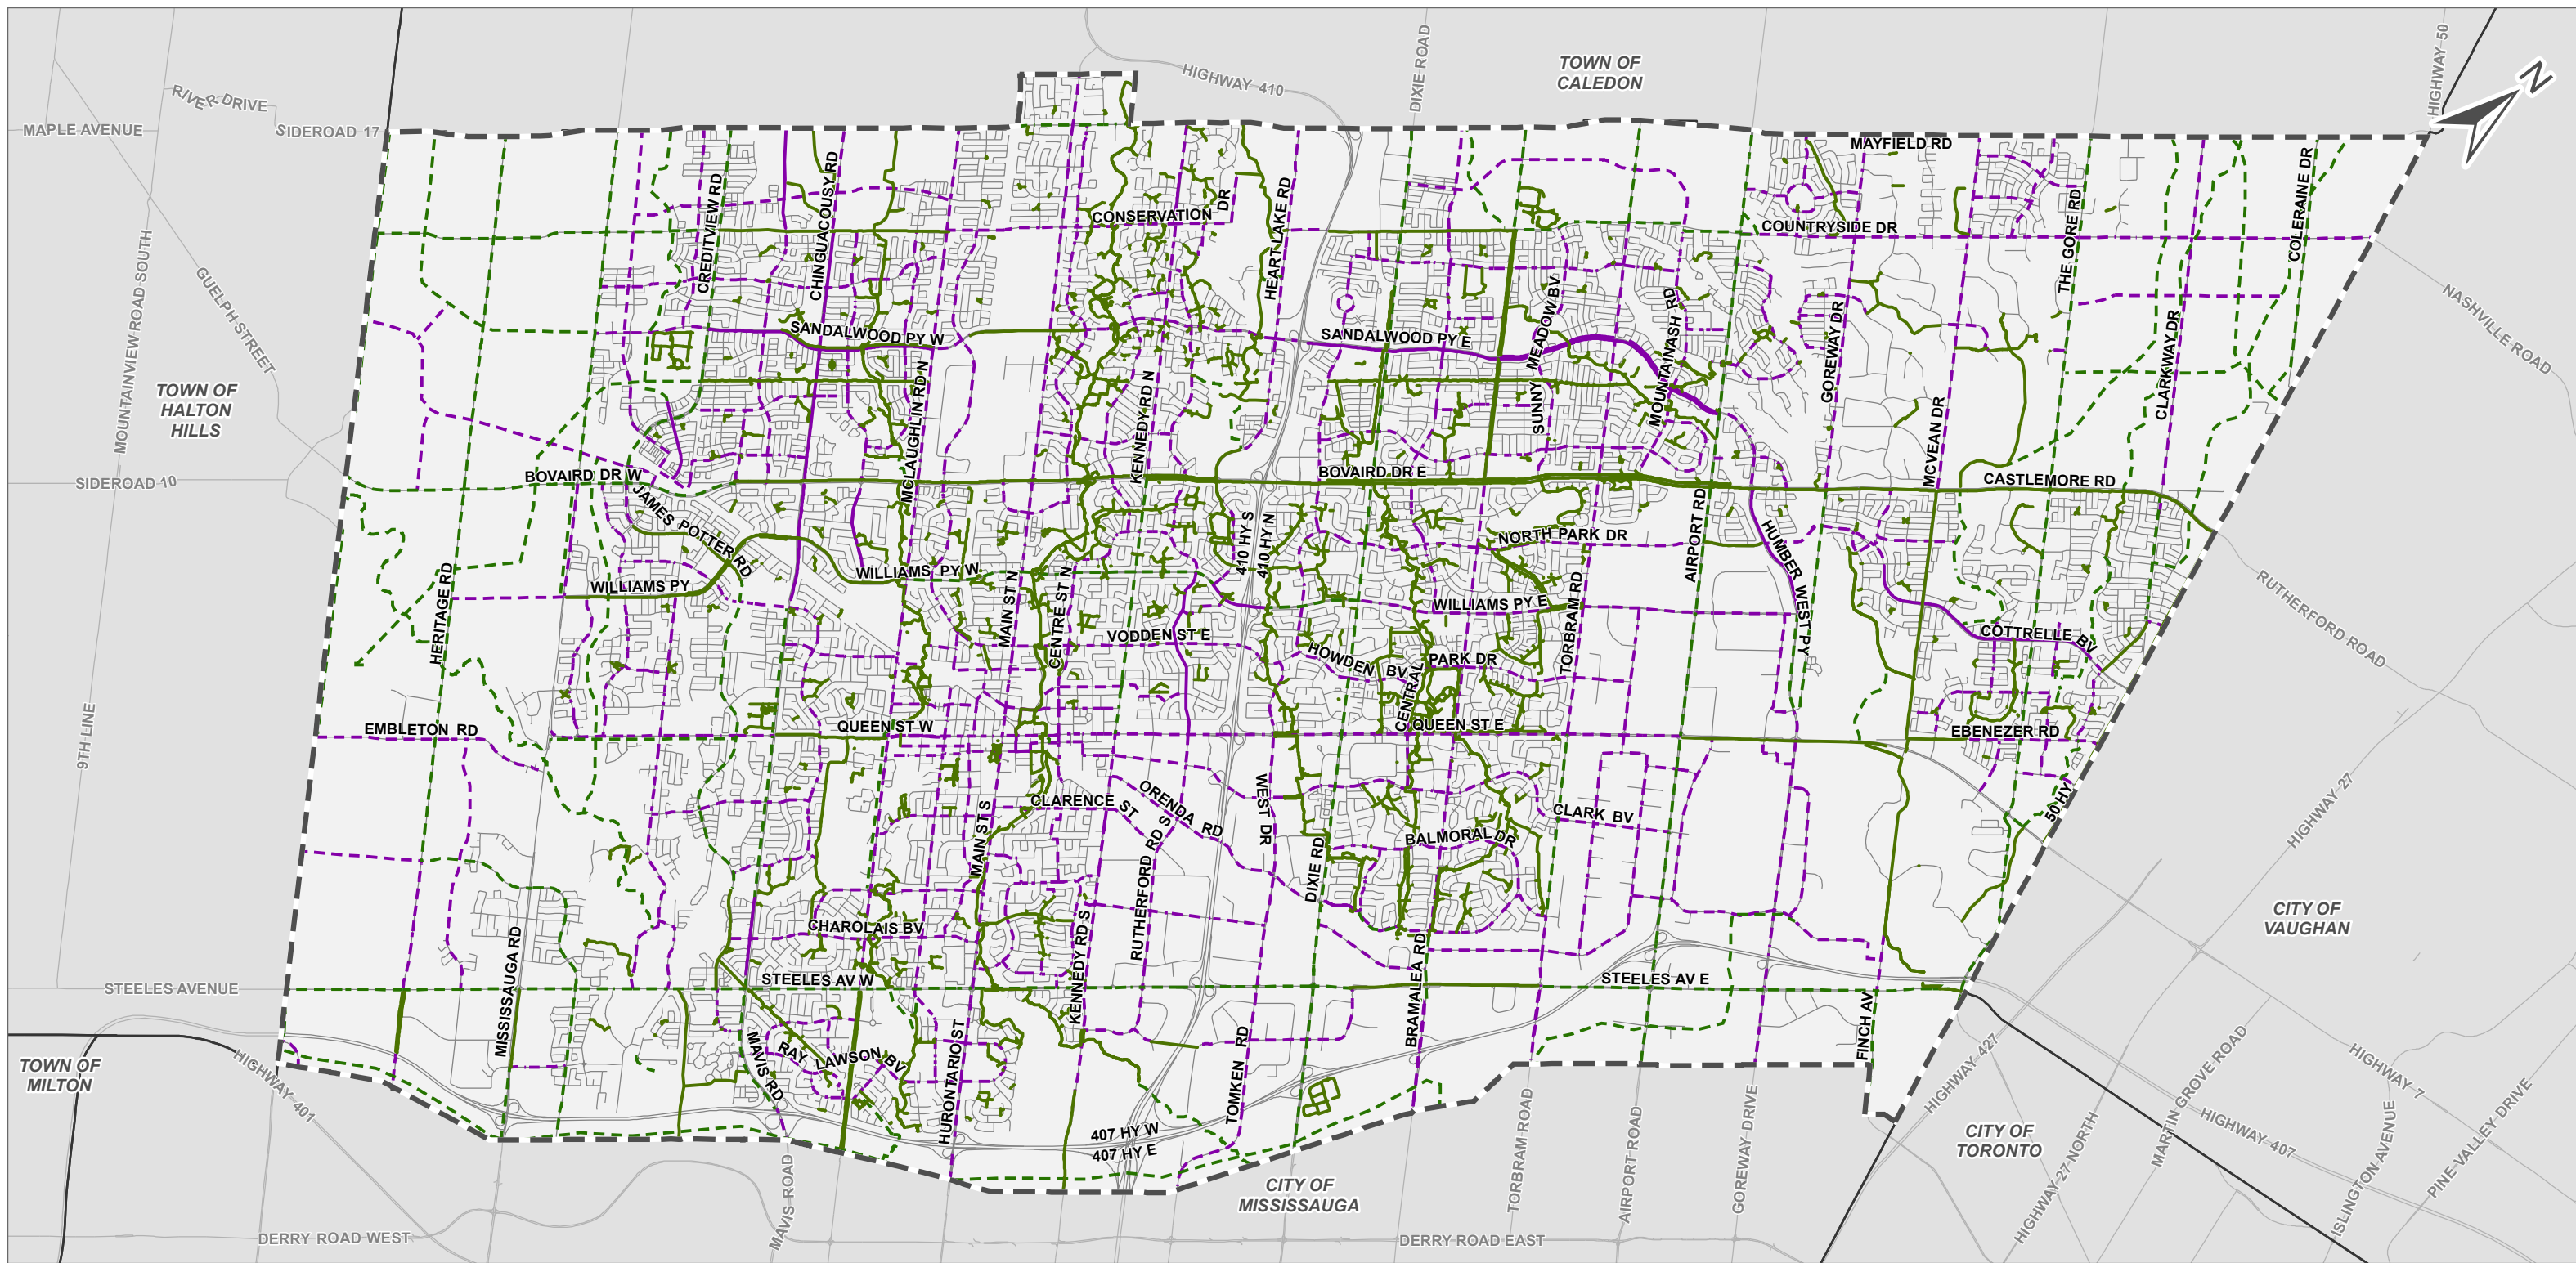 HIGHWAY 50
DIXIE ROAD
TOWN OF
CALEDON
HIGHWAY 410
N
RIVER DRIVE
MAPLE AVENUE
SIDEROAD 17
MAYFIELD RD
CREDITVIEW RD
CHINGUACOUSY RD
CONSERVATION DR
HEART LAKE RD
COUNTRYSIDE DR
THE GORE RD
COLERAINE DR
MOUNTAINVIEW ROAD SOUTH
GUELPH STREET
NASHVILLE ROAD
SANDALWOOD PY W
SANDALWOOD PY E
SUNNY MEADOW BV
MOUNTAINASH RD
GOREWAY DR
CLARKWAY DR
TOWN OF
HALTON
HILLS
MCLAUGHLIN RD N
KENNEDY RD N
MCVEAN DR
SIDEROAD 10
BOVAIRD DR W
BOVAIRD DR E
CASTLEMORE RD
JAMES POTTER RD
410 HY S
410 HY N
NORTH PARK DR
AIRPORT RD
HUMBER WEST PY
HERITAGE RD
WILLIAMS PY
WILLIAMS PY W
MAIN ST N
CENTRE ST N
WILLIAMS PY E
TORBRAM RD
RUTHERFORD ROAD
VODDEN ST E
HOWDEN BV
CENTRAL PARK DR
COTTRELLE BV
9TH LINE
EMBLETON RD
QUEEN ST W
QUEEN ST E
EBENEZER RD
CLARENCE ST
ORENDA RD
WEST DR
CLARK BV
50 HY
HIGHWAY 27
MAIN ST S
RUTHERFORD RD S
BALMORAL DR
DIXIE RD
CHAROLAIS BV
KENNEDY RD S
BRAMALEA RD
CITY OF
VAUGHAN
MISSISSAUGA RD
STEELES AVENUE
STEELES AV W
STEELES AV E
MAVIS RD
RAY LAWSON BV
HURONTARIO ST
TOMKEN RD
FINCH AV
TOWN OF
MILTON
HIGHWAY 401
407 HY W
407 HY E
HIGHWAY 427
MARTIN GROVE ROAD
HIGHWAY 7
CITY OF
TORONTO
HIGHWAY 407
CITY OF
MISSISSAUGA
MAVIS ROAD
TORBRAM ROAD
AIRPORT ROAD
GOREWAY DRIVE
HIGHWAY 27 NORTH
ISLINGTON AVENUE
PINE VALLEY DRIVE
DERRY ROAD WEST
DERRY ROAD EAST